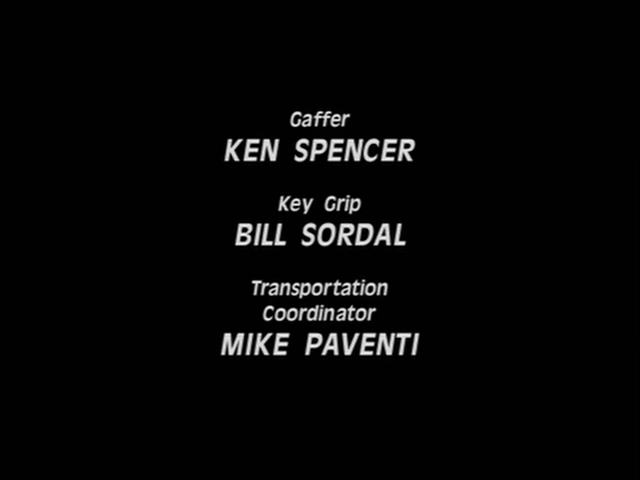 Gaffer
KEN SPENCER
Key Grip
BILL SORDAL
Transportation
Coordinator
MIKE PAVENTI